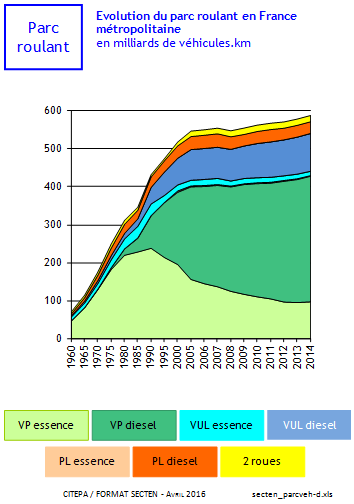 Parc
roulant
Evolution du parc roulant en France
métropolitaine
en milliards de véhicules.km
600
500
400
300
200
100
0
1960
1965
1970
1975
1980
1985
1990
1995
2000
2005
2006
2007
2008
2009
2010
2011
2012
2013
2014
VP essence
VP diesel
VUL essence
VUL diesel
PL essence
PL diesel
2 roues
CITEPA / FORMAT SECTEN - Avril 2016
secten_parcveh-d.xls